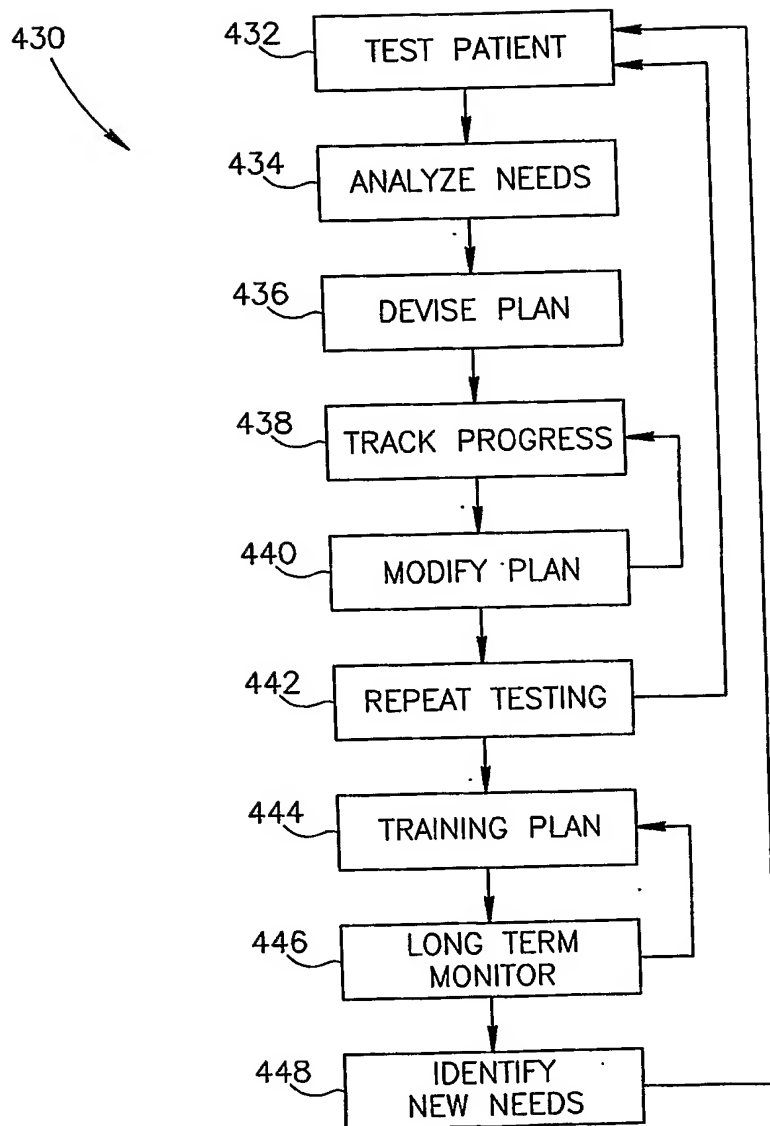 430
432
TEST PATIENT
434
ANALYZE NEEDS
436
DEVISE PLAN
438
TRACK PROGRESS
440
MODIFY PLAN
442
REPEAT TESTING
444
TRAINING PLAN
446
LONG TERM
MONITOR
448
IDENTIFY
NEW NEEDS